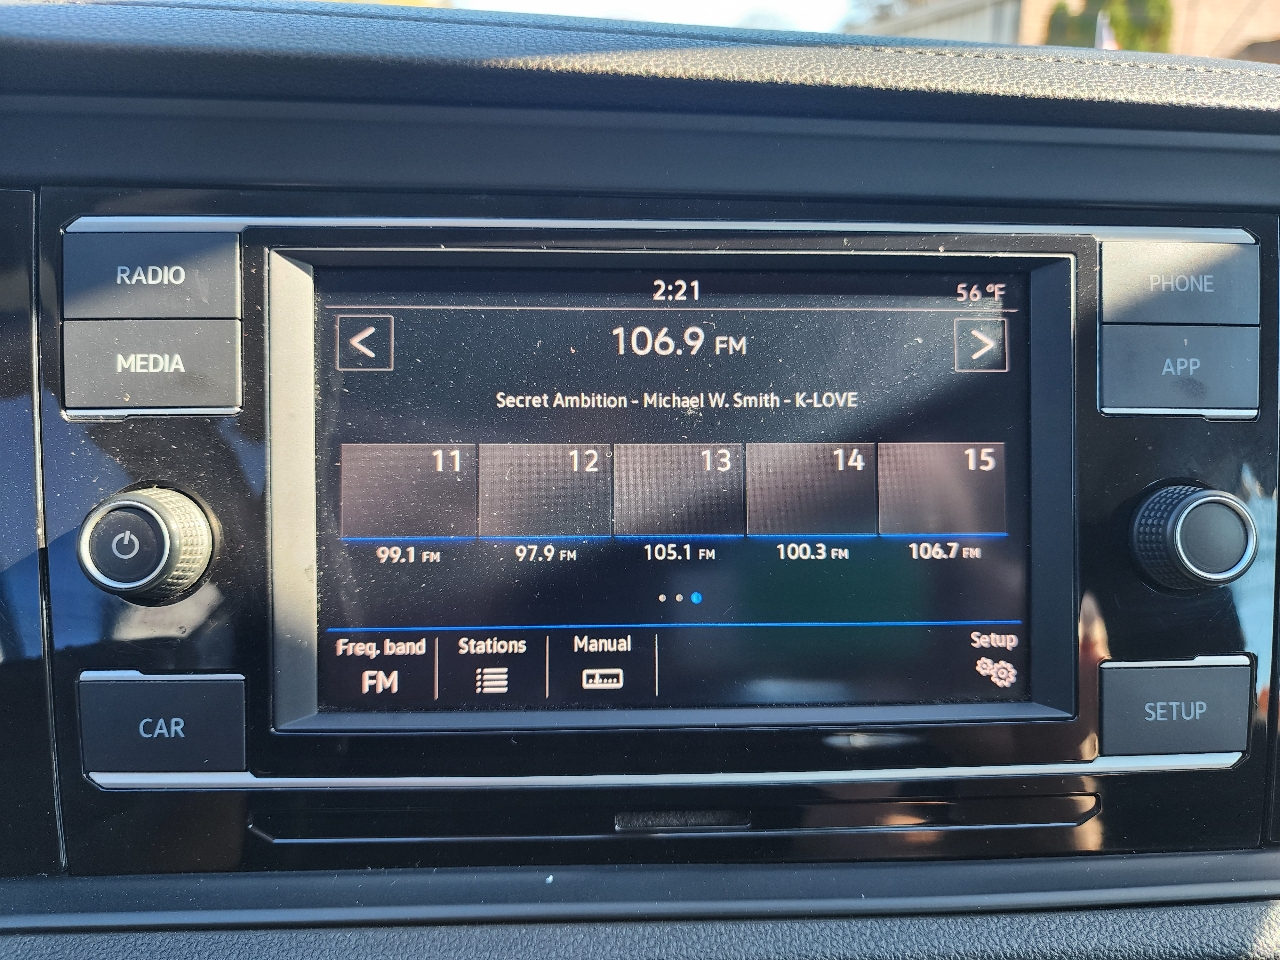 RADIO
MEDIA
CAR
2:21
56 °F
<
106.9 FM
>
Secret Ambition - Michael W. Smith - K-LOVE
11
12
13
14
15
99.1 FM
97.9 FM
105.1 FM
100.3 FM
106.7 FM
Freq. band
FM
Stations
Manual
Setup
PHONE
APP
SETUP